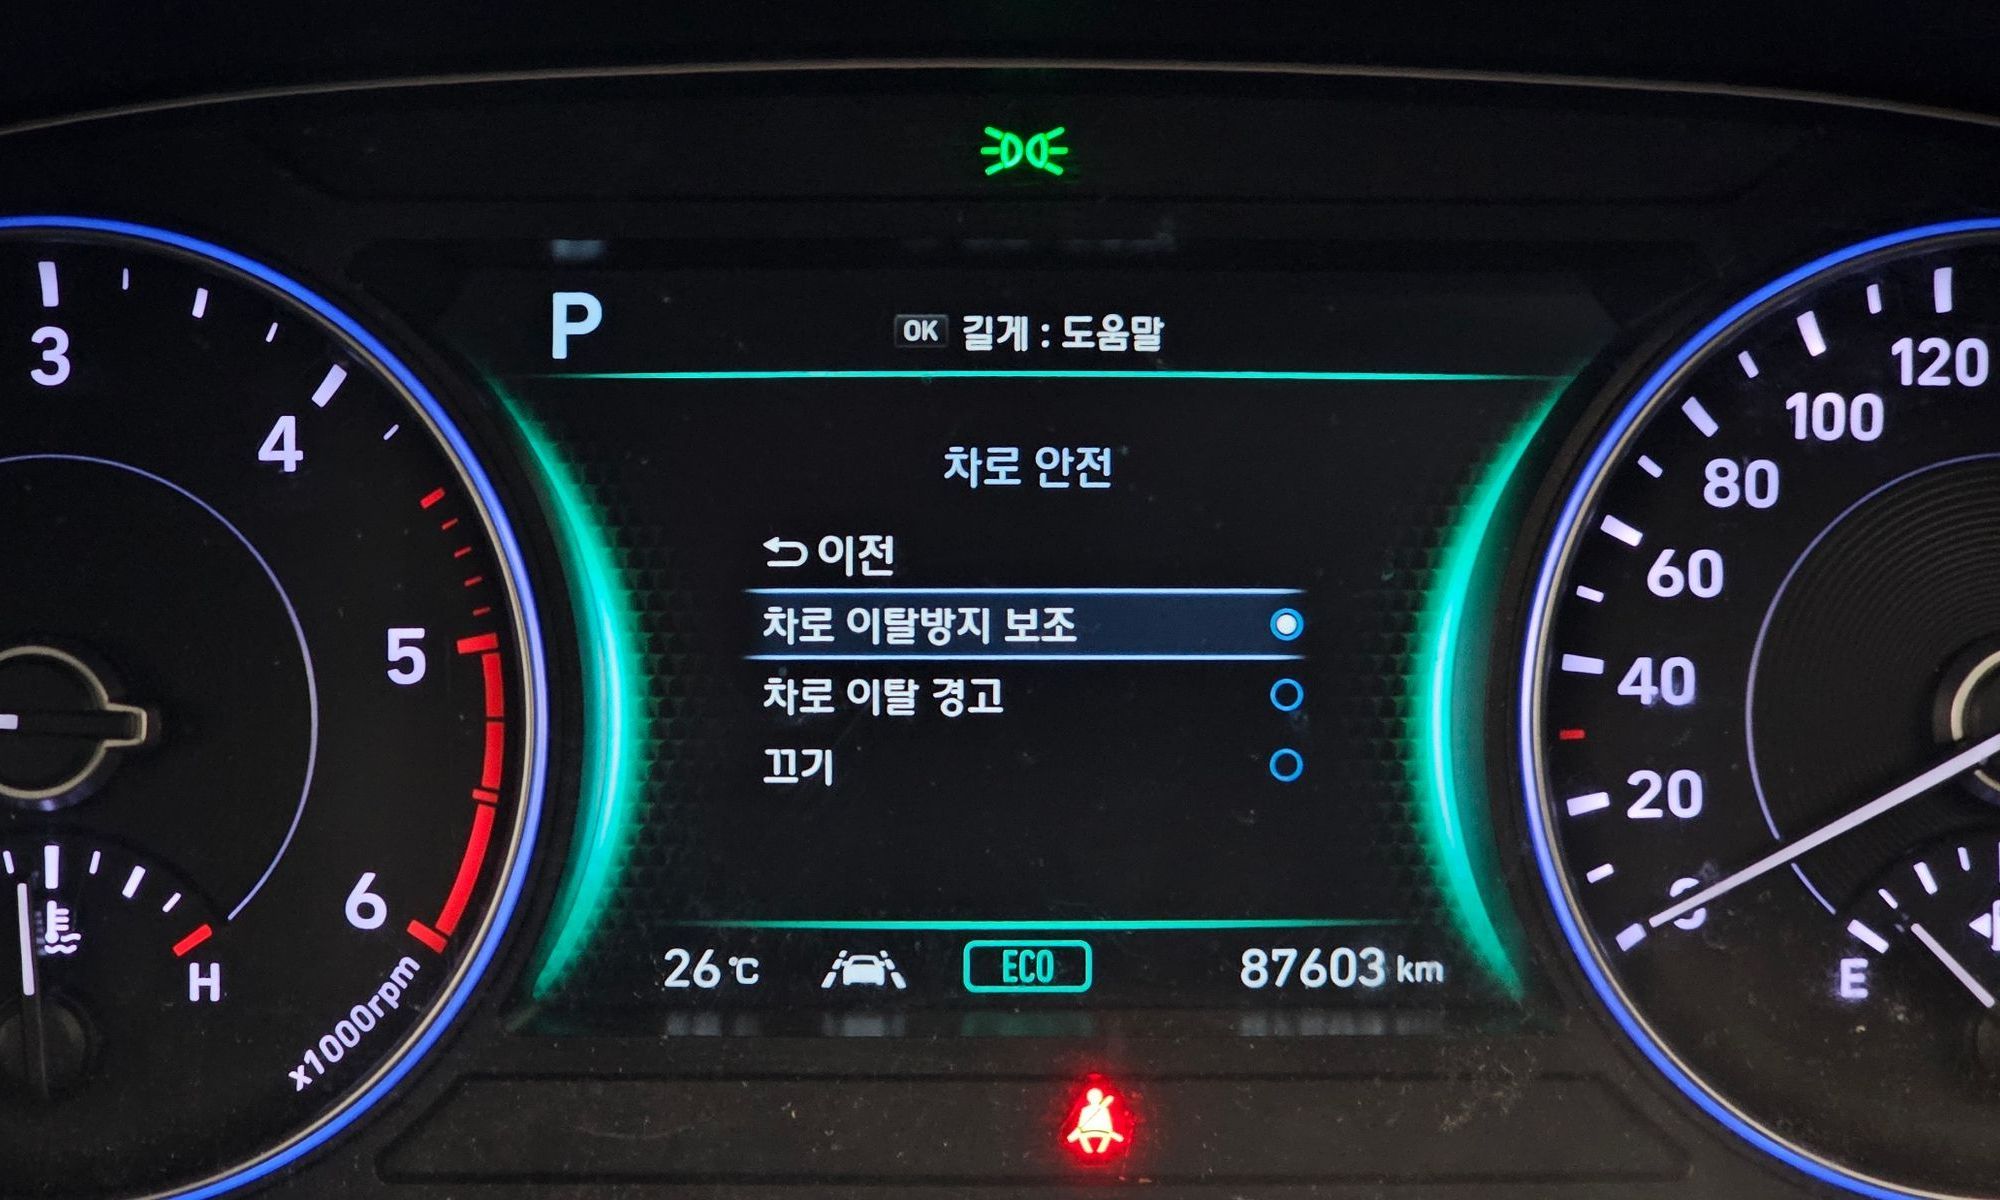 P
OK 길게 : 도움말
차로 안전
이전
차로 이탈방지 보조
차로 이탈 경고
끄기
26 ℃
ECO
87603 km
3
4
5
6
x1000rpm
H
120
100
80
60
40
20
0
E